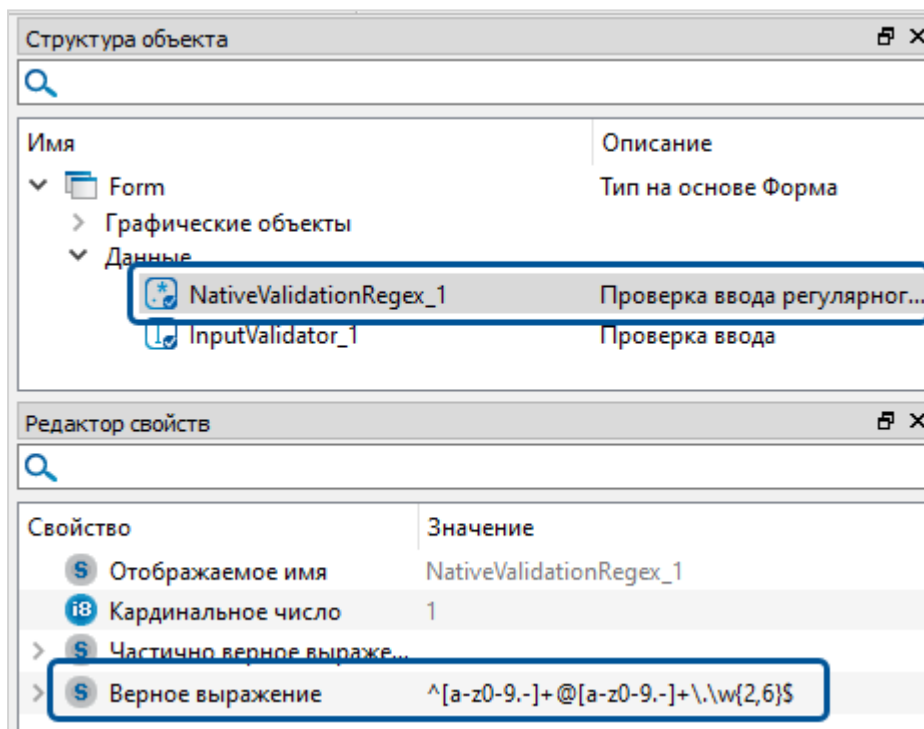 Структура объекта
Имя Описание
Form Тип на основе Форма
Графические объекты
Данные
NativeValidationRegex_1 Проверка ввода регулярног...
InputValidator_1 Проверка ввода
Редактор свойств
Свойство Значение
S Отображаемое имя NativeValidationRegex_1
i8 Кардинальное число 1
S Частично верное выраже...
S Верное выражение ^[a-z0-9.-]+@[a-z0-9.-]+\.\w{2,6}$